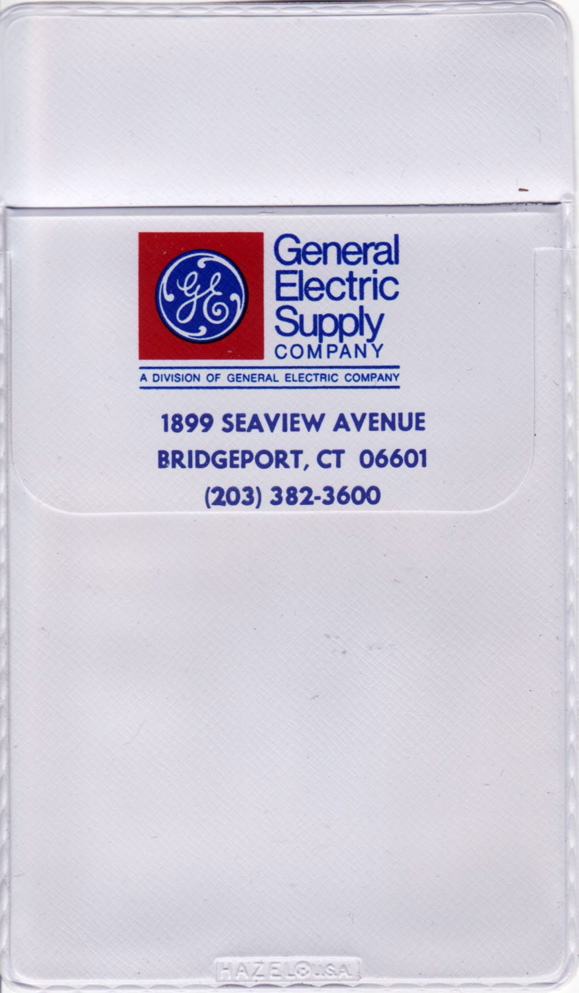 GE
General
Electric
Supply
COMPANY
A DIVISION OF GENERAL ELECTRIC COMPANY
1899 SEAVIEW AVENUE
BRIDGEPORT, CT 06601
(203) 382-3600
HAZEL U.S.A.